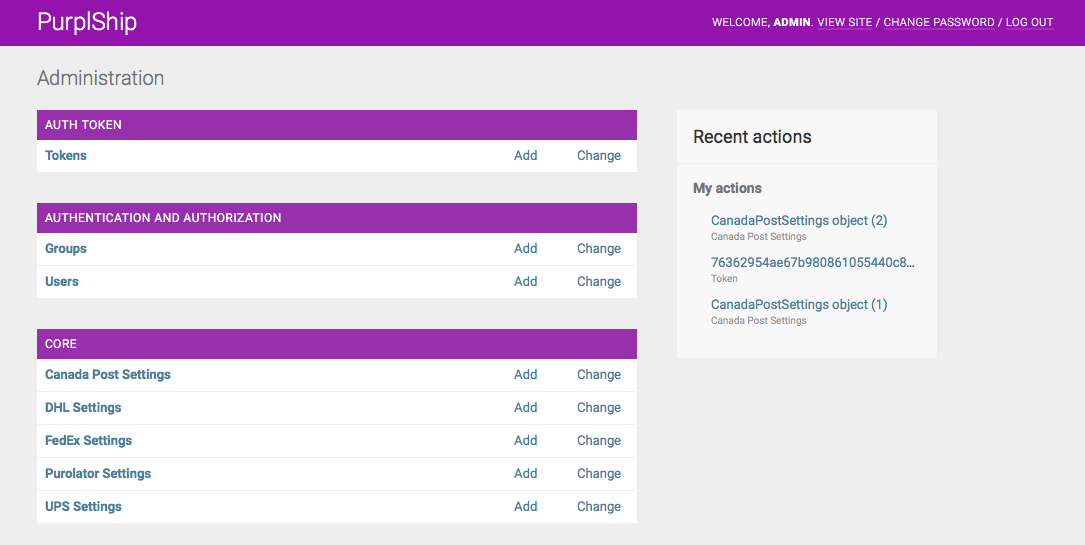 PurplShip
WELCOME, ADMIN. VIEW SITE / CHANGE PASSWORD / LOG OUT
Administration
AUTH TOKEN
Tokens Add Change
AUTHENTICATION AND AUTHORIZATION
Groups Add Change
Users Add Change
CORE
Canada Post Settings Add Change
DHL Settings Add Change
FedEx Settings Add Change
Purolator Settings Add Change
UPS Settings Add Change
Recent actions
My actions
CanadaPostSettings object (2)
Canada Post Settings
76362954ae67b980861055440c8...
Token
CanadaPostSettings object (1)
Canada Post Settings